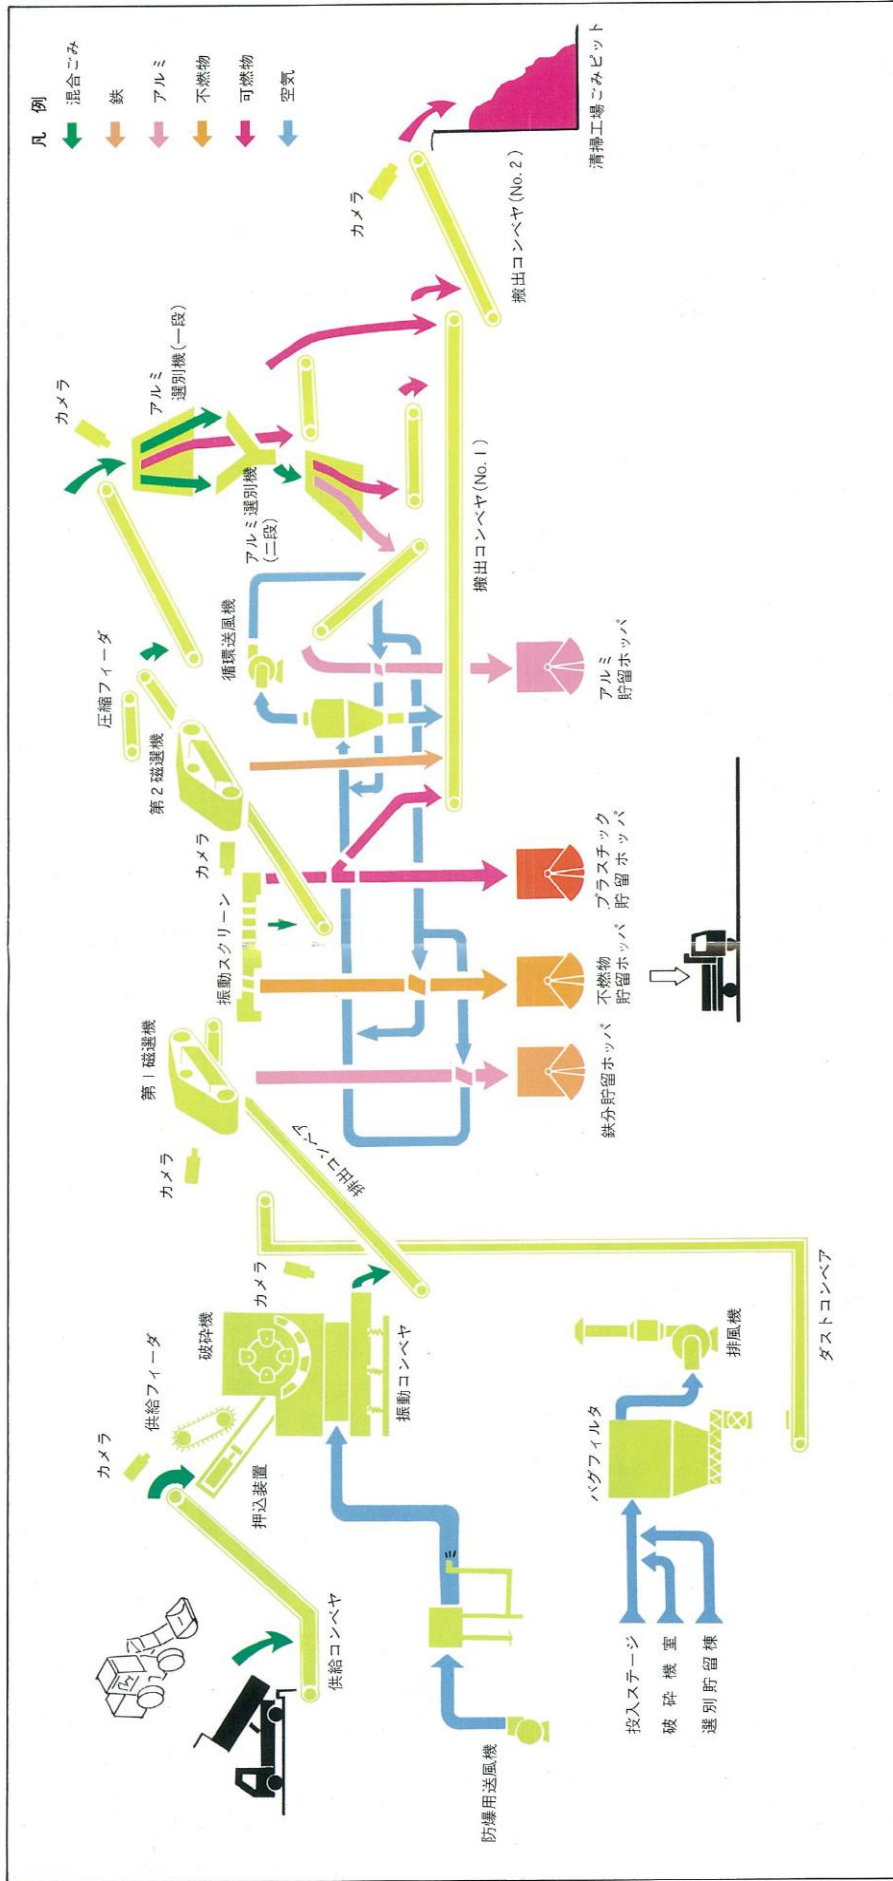 凡例
混合ごみ
鉄
アルミ
不燃物
可燃物
空気
カメラ
供給フィーダ
押込装置
供給コンベヤ
破砕機
カメラ
振動コンベヤ
防爆用送風機
投入ステージ
破砕機室
選別貯留棟
バグフィルタ
排風機
ダストコンベア
排出コンベア
カメラ
第1磁選機
振動スクリーン
カメラ
第2磁選機
圧縮フィーダ
循環送風機
カメラ
アルミ
選別機(一段)
アルミ選別機
(二段)
鉄分貯留ホッパ
不燃物
貯留ホッパ
プラスチック
貯留ホッパ
アルミ
貯留ホッパ
搬出コンベヤ(No.1)
搬出コンベヤ(No.2)
カメラ
清掃工場ごみピット